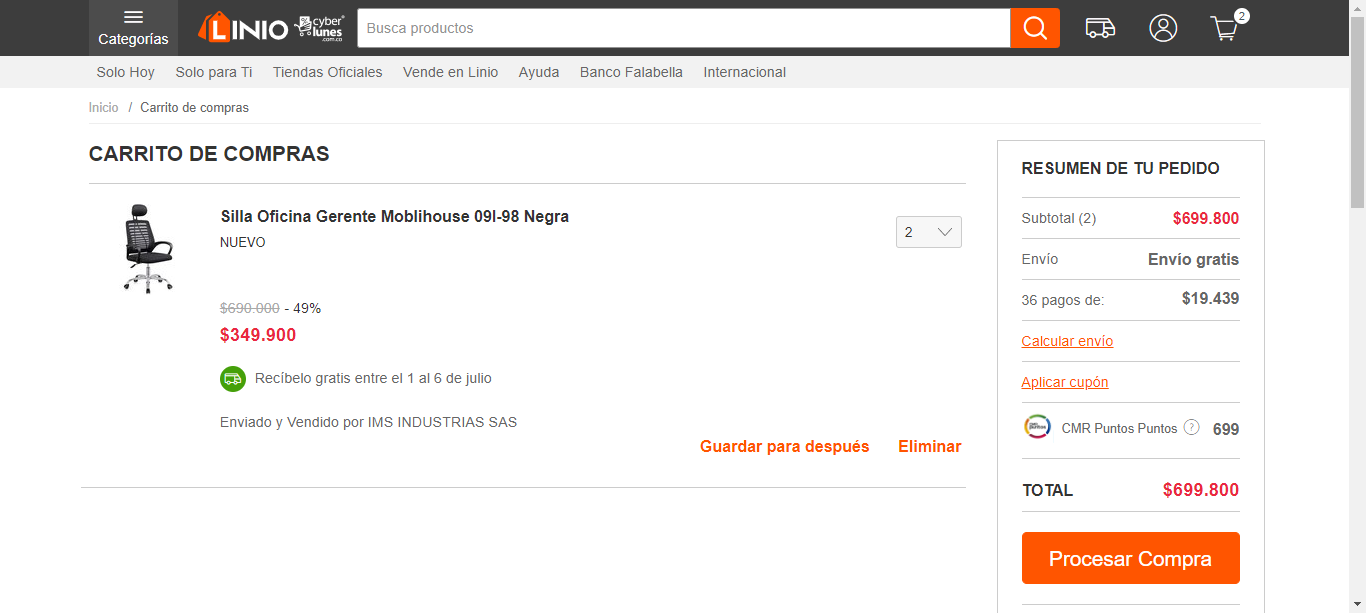 Categorías
LINIO
cyber
lunes
.com.co
Busca productos
2
Solo Hoy Solo para Ti Tiendas Oficiales Vende en Linio Ayuda Banco Falabella Internacional
Inicio / Carrito de compras
CARRITO DE COMPRAS
Silla Oficina Gerente Moblihouse 09I-98 Negra
NUEVO
2
$690.000 - 49%
$349.900
Recíbelo gratis entre el 1 al 6 de julio
Enviado y Vendido por IMS INDUSTRIAS SAS
Guardar para después Eliminar
RESUMEN DE TU PEDIDO
Subtotal (2) $699.800
Envío Envío gratis
36 pagos de: $19.439
Calcular envío
Aplicar cupón
CMR Puntos Puntos ? 699
TOTAL $699.800
Procesar Compra